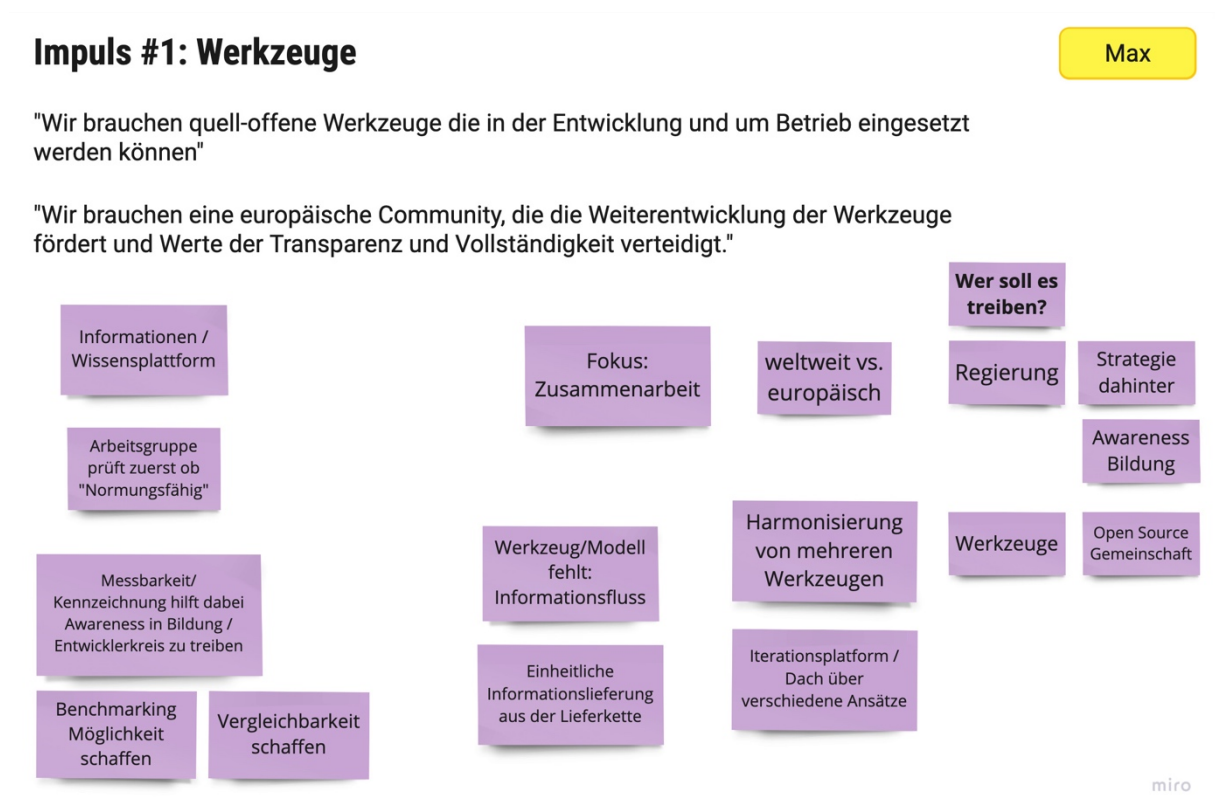 Impuls #1: Werkzeuge
Max
"Wir brauchen quell-offene Werkzeuge die in der Entwicklung und um Betrieb eingesetzt
werden können"
"Wir brauchen eine europäische Community, die die Weiterentwicklung der Werkzeuge
fördert und Werte der Transparenz und Vollständigkeit verteidigt."
Informationen /
Wissensplattform
Arbeitsgruppe
prüft zuerst ob
"Normungsfähig"
Messbarkeit/
Kennzeichnung hilft dabei
Awareness in Bildung /
Entwicklerkreis zu treiben
Benchmarking
Möglichkeit
schaffen
Vergleichbarkeit
schaffen
Fokus:
Zusammenarbeit
weltweit vs.
europäisch
Werkzeug/Modell
fehlt:
Informationsfluss
Einheitliche
Informationslieferung
aus der Lieferkette
Harmonisierung
von mehreren
Werkzeugen
Iterationsplatform /
Dach über
verschiedene Ansätze
Wer soll es
treiben?
Regierung
Strategie
dahinter
Awareness
Bildung
Werkzeuge
Open Source
Gemeinschaft
miro